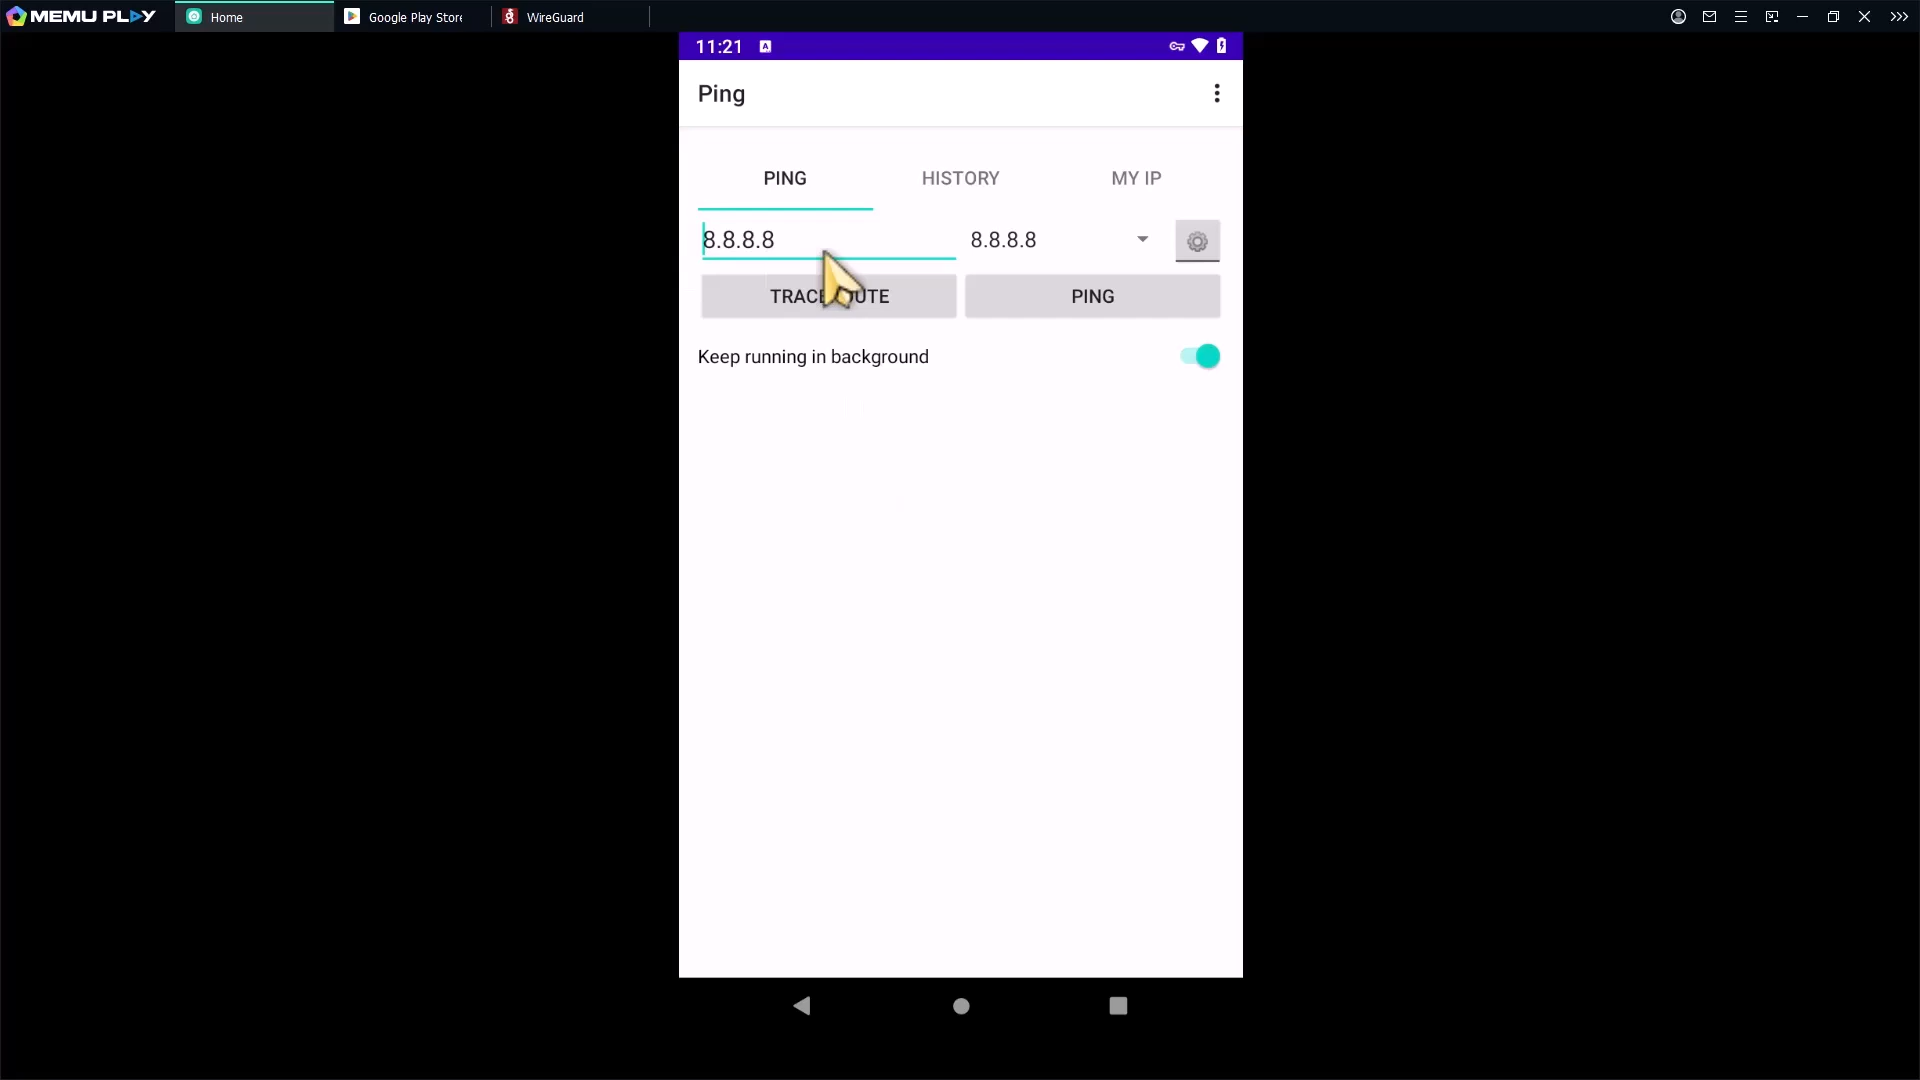 MEMU PLAY
Home
Google Play Store
WireGuard
11:21
A
Ping
PING
HISTORY
MY IP
8.8.8.8
8.8.8.8
PING
Keep running in background